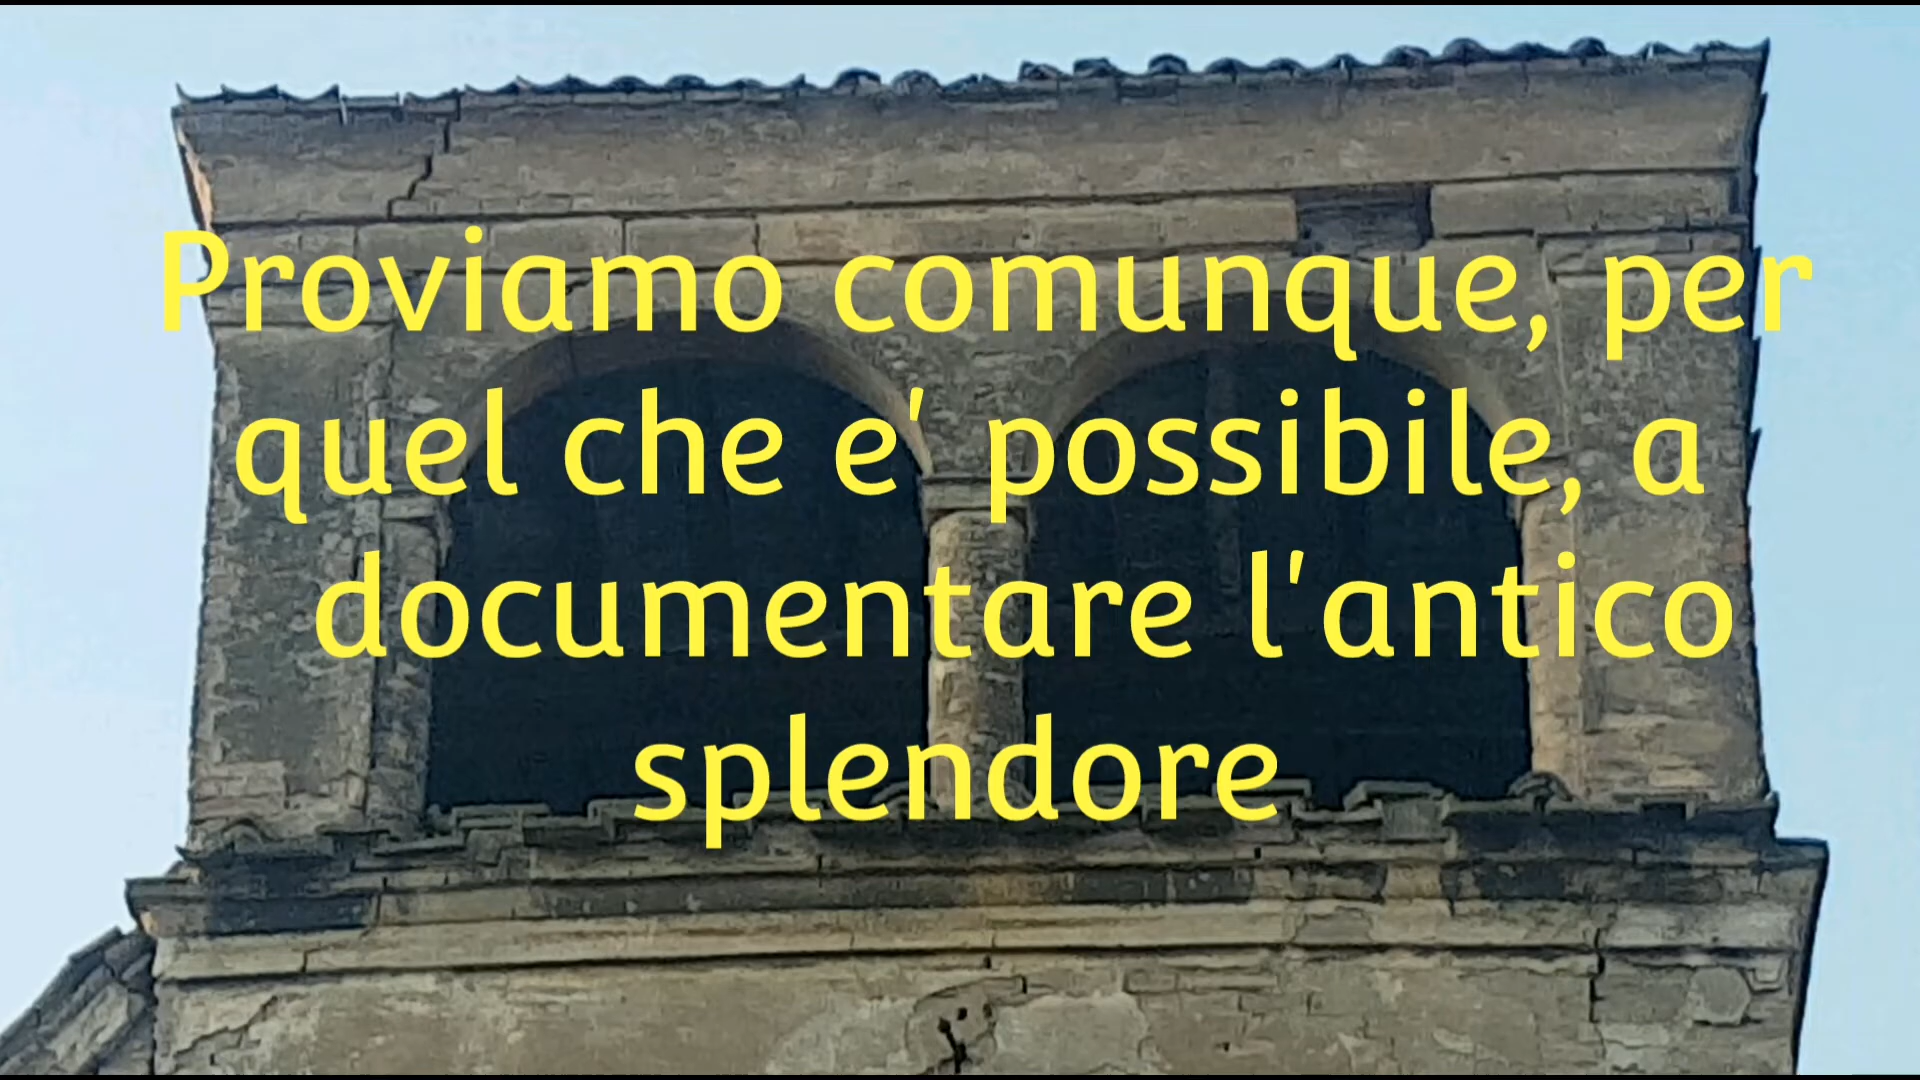 Proviamo comunque, per
quel che e' possibile, a
documentare l'antico
splendore